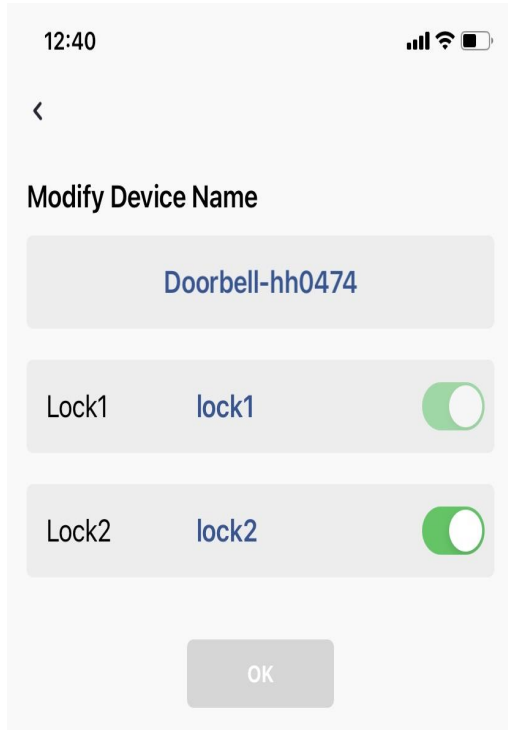 12:40
Modify Device Name
Doorbell-hh0474
Lock1 lock1
Lock2 lock2
OK